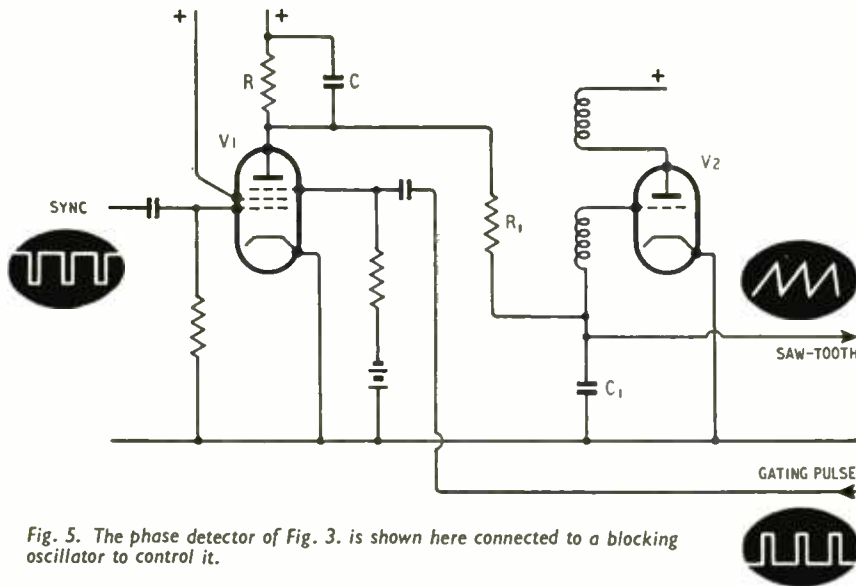 + +
R C
+
V1
V2
SYNC
R1
SAW-TOOTH
C1
GATING PULSE
Fig. 5. The phase detector of Fig. 3. is shown here connected to a blocking
oscillator to control it.